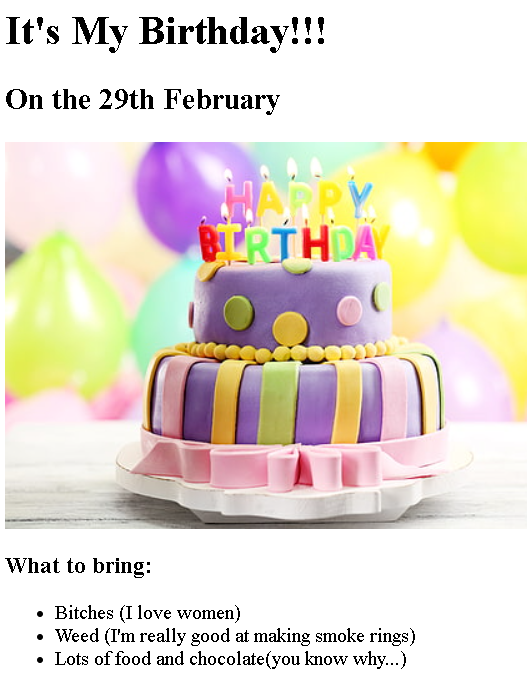 It's My Birthday!!!
On the 29th February
HAPPY
BIRTHDAY
What to bring:
• Bitches (I love women)
• Weed (I'm really good at making smoke rings)
• Lots of food and chocolate(you know why...)